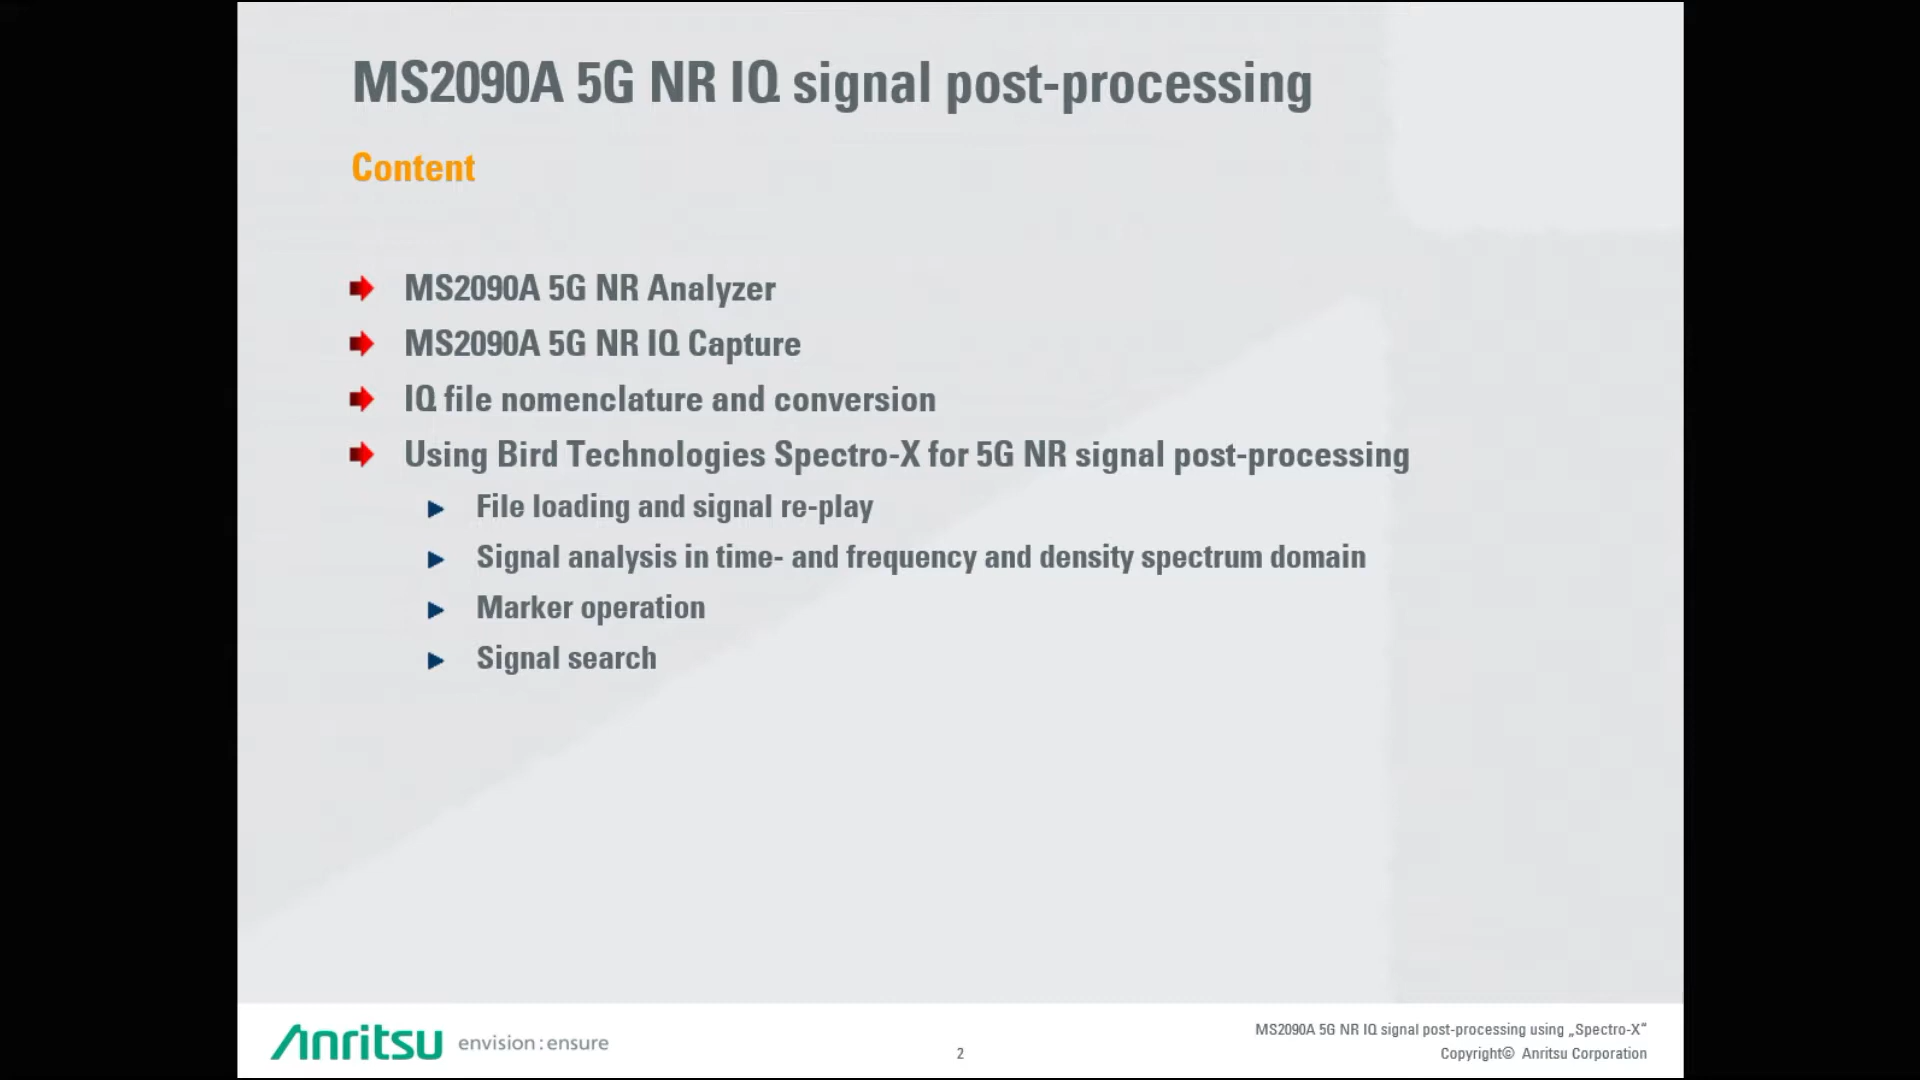 MS2090A 5G NR IQ signal post-processing
Content
MS2090A 5G NR Analyzer
MS2090A 5G NR IQ Capture
IQ file nomenclature and conversion
Using Bird Technologies Spectro-X for 5G NR signal post-processing
File loading and signal re-play
Signal analysis in time- and frequency and density spectrum domain
Marker operation
Signal search
Anritsu envision : ensure
2
MS2090A 5G NR IQ signal post-processing using „Spectro-X“
Copyright© Anritsu Corporation